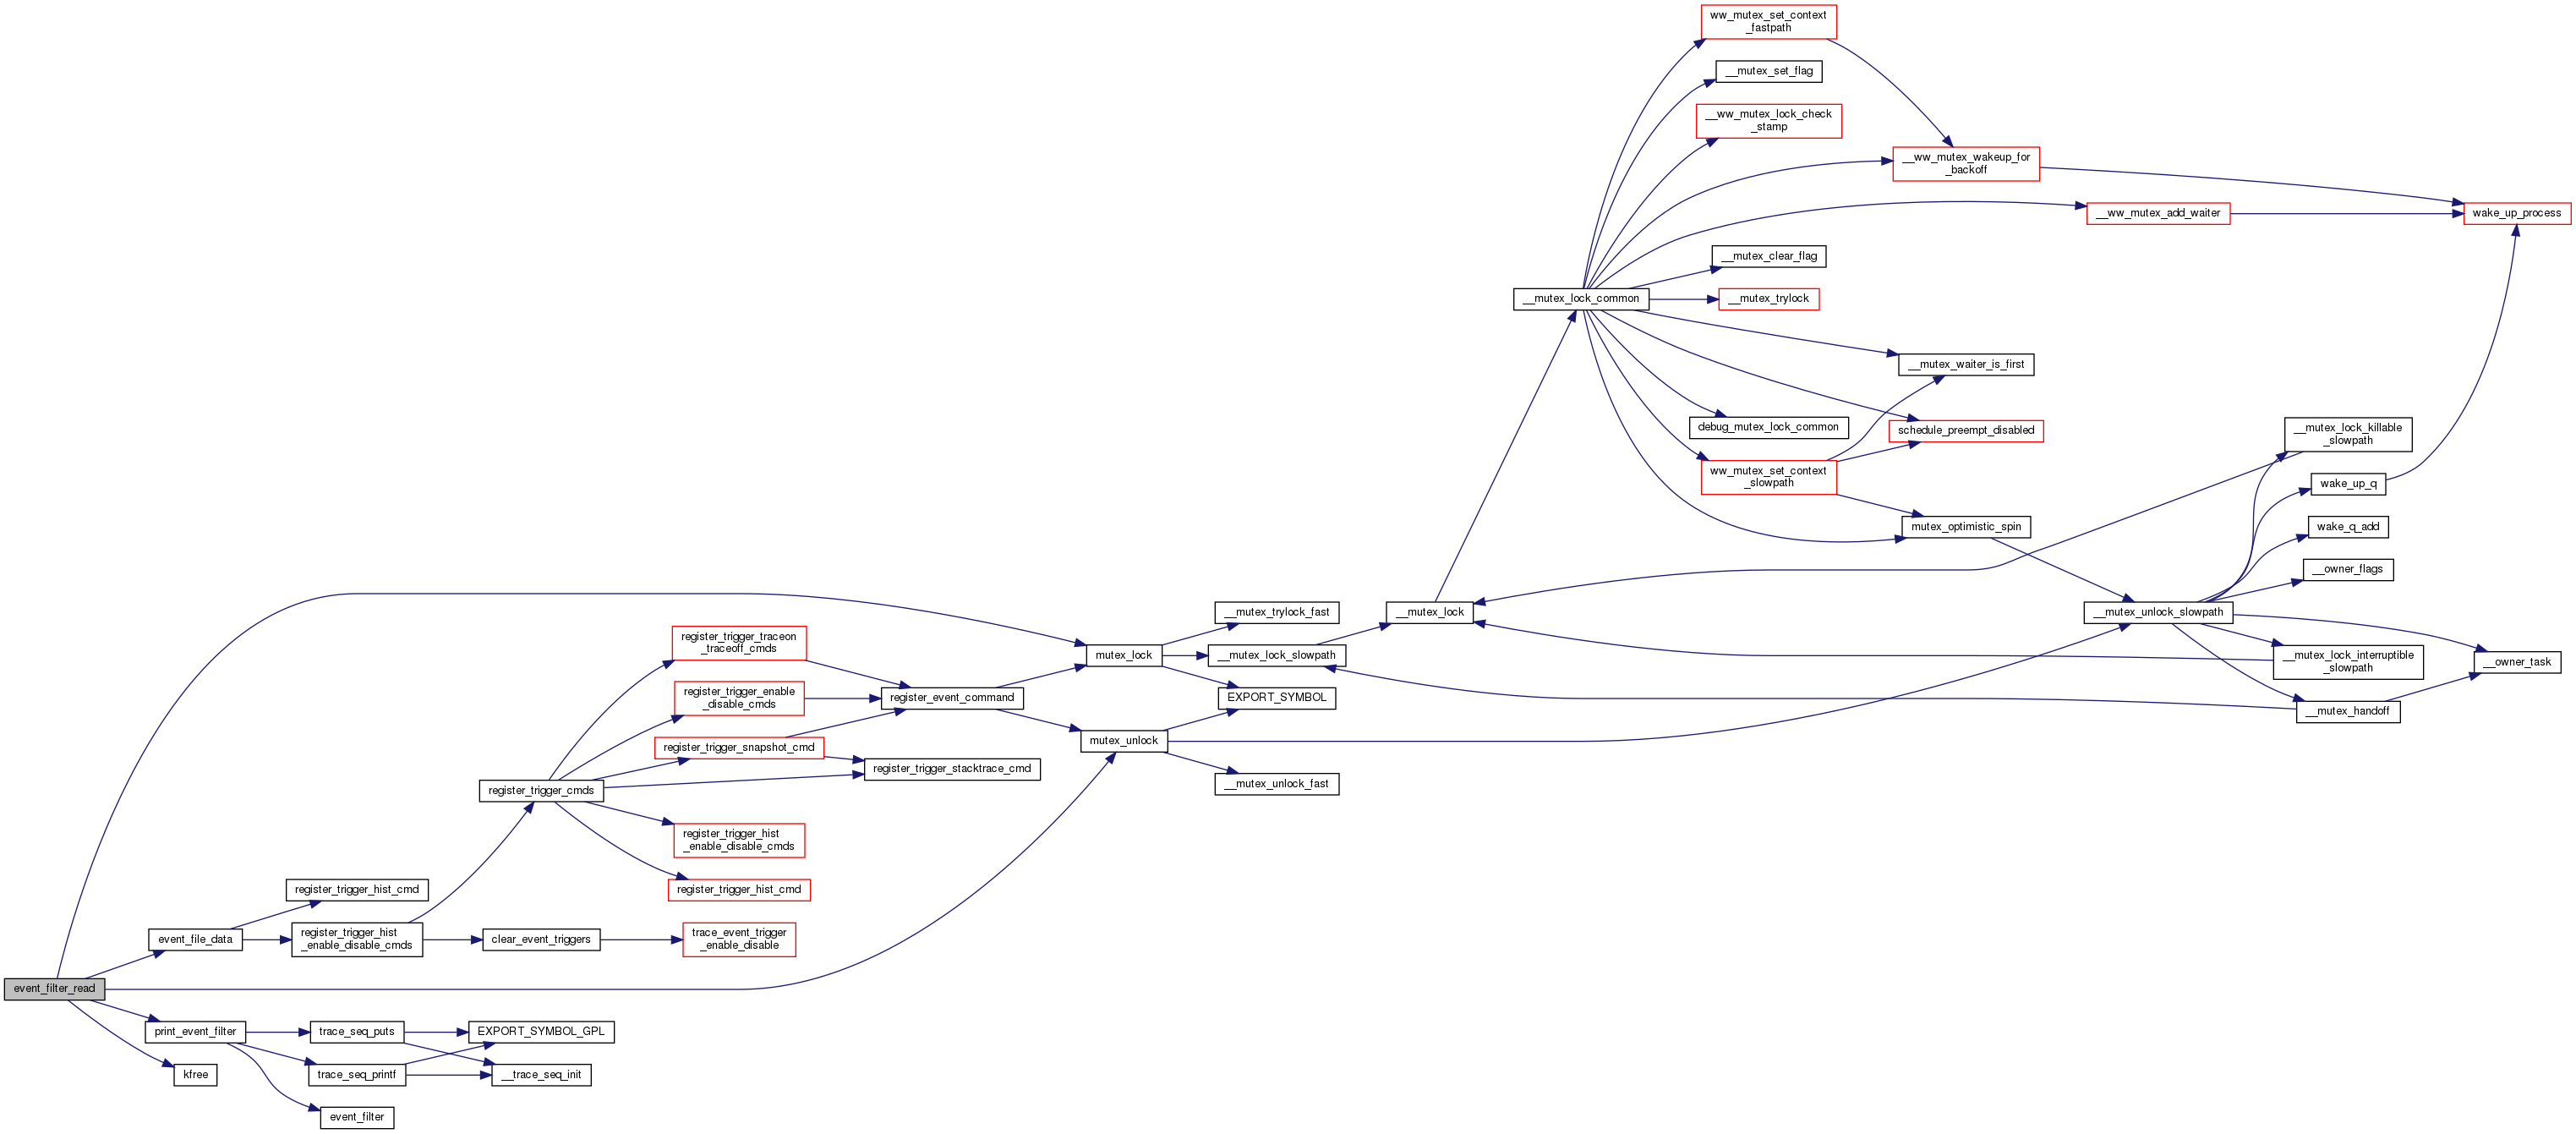 ww_mutex_set_context
_fastpath
__mutex_set_flag
__ww_mutex_lock_check
_stamp
__ww_mutex_wakeup_for
_backoff
__ww_mutex_add_waiter
wake_up_process
__mutex_clear_flag
__mutex_lock_common
__mutex_trylock
__mutex_waiter_is_first
debug_mutex_lock_common
schedule_preempt_disabled
__mutex_lock_killable
_slowpath
ww_mutex_set_context
_slowpath
wake_up_q
mutex_optimistic_spin
wake_q_add
__owner_flags
__mutex_trylock_fast
__mutex_lock
__mutex_unlock_slowpath
register_trigger_traceon
_traceoff_cmds
mutex_lock
__mutex_lock_slowpath
__mutex_lock_interruptible
_slowpath
__owner_task
register_trigger_enable
_disable_cmds
register_event_command
EXPORT_SYMBOL
__mutex_handoff
register_trigger_snapshot_cmd
mutex_unlock
register_trigger_stacktrace_cmd
register_trigger_cmds
__mutex_unlock_fast
register_trigger_hist
_enable_disable_cmds
register_trigger_hist_cmd
register_trigger_hist_cmd
event_file_data
register_trigger_hist
_enable_disable_cmds
clear_event_triggers
trace_event_trigger
_enable_disable
event_filter_read
print_event_filter
trace_seq_puts
EXPORT_SYMBOL_GPL
kfree
trace_seq_printf
__trace_seq_init
event_filter